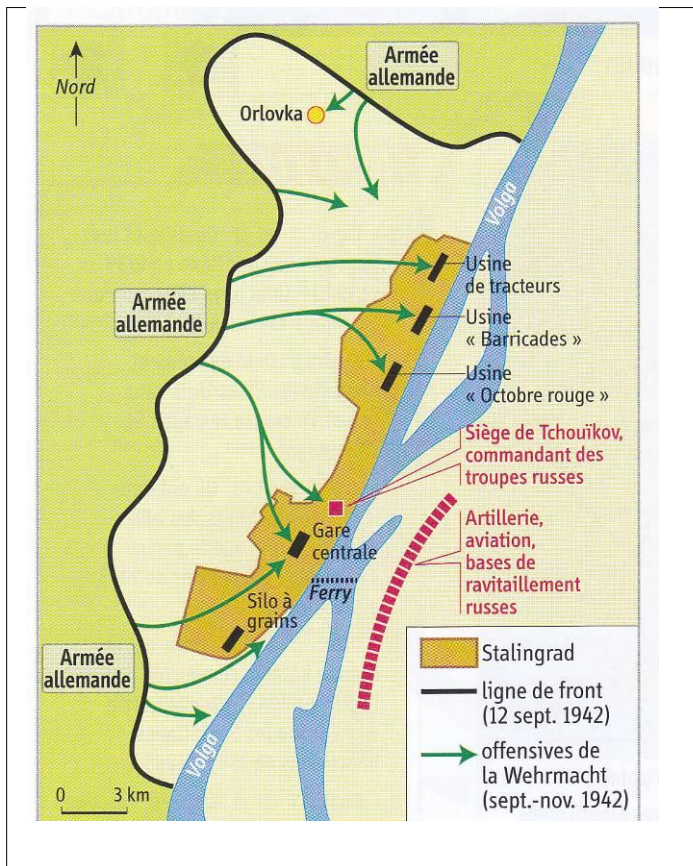 Nord
Armée
allemande
Orlovka
Volga
Usine
de tracteurs
Armée
allemande
Usine
« Barricades »
Usine
« Octobre rouge »
Siège de Tchouïkov,
commandant des
troupes russes
Gare
centrale
Artillerie,
aviation,
bases de
ravitaillement
russes
Ferry
Silo à
grains
Armée
allemande
Volga
0 3 km
Stalingrad
ligne de front
(12 sept. 1942)
offensives de
la Wehrmacht
(sept.-nov. 1942)